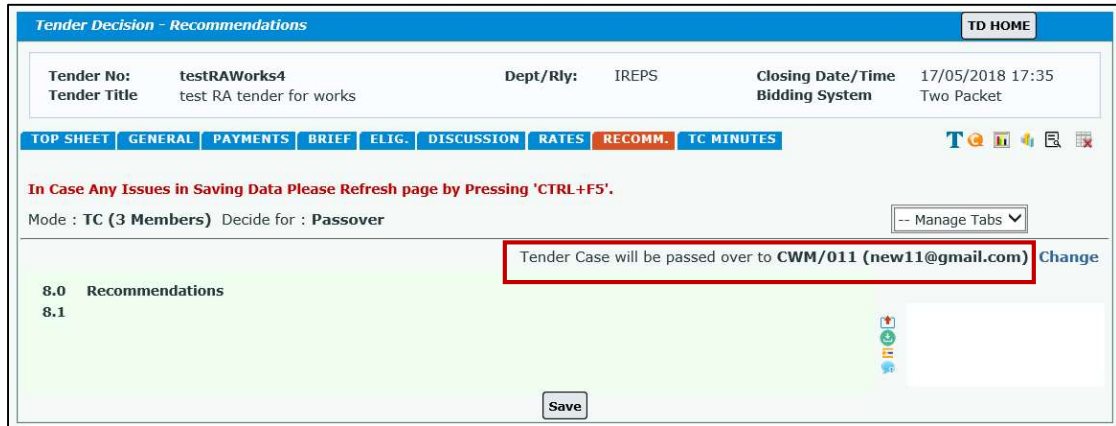 Tender Decision - Recommendations TD HOME
Tender No: testRAWorks4 Dept/Rly: IREPS Closing Date/Time 17/05/2018 17:35
Tender Title test RA tender for works Bidding System Two Packet
TOP SHEET GENERAL PAYMENTS BRIEF ELIG. DISCUSSION RATES RECOMM. TC MINUTES T
In Case Any Issues in Saving Data Please Refresh page by Pressing 'CTRL+F5'.
Mode : TC (3 Members) Decide for : Passover -- Manage Tabs
Tender Case will be passed over to CWM/011 (new11@gmail.com) Change
8.0 Recommendations
8.1
Save